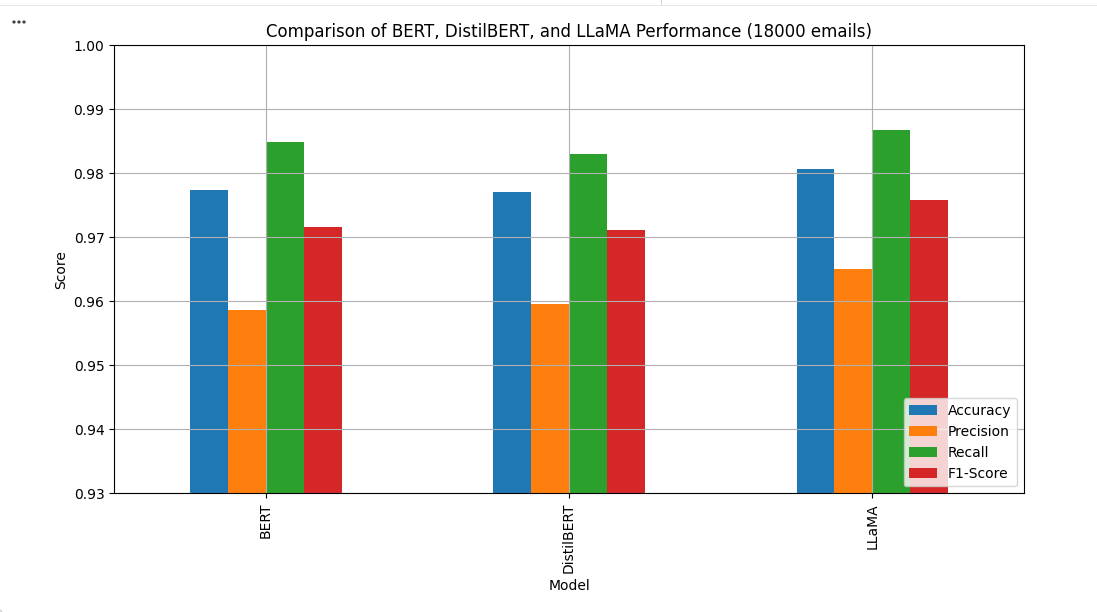 Comparison of BERT, DistilBERT, and LLaMA Performance (18000 emails)
1.00
0.99
0.98
0.97
0.96
0.95
0.94
0.93
Score
Accuracy
Precision
Recall
F1-Score
BERT
DistilBERT
LLaMA
Model